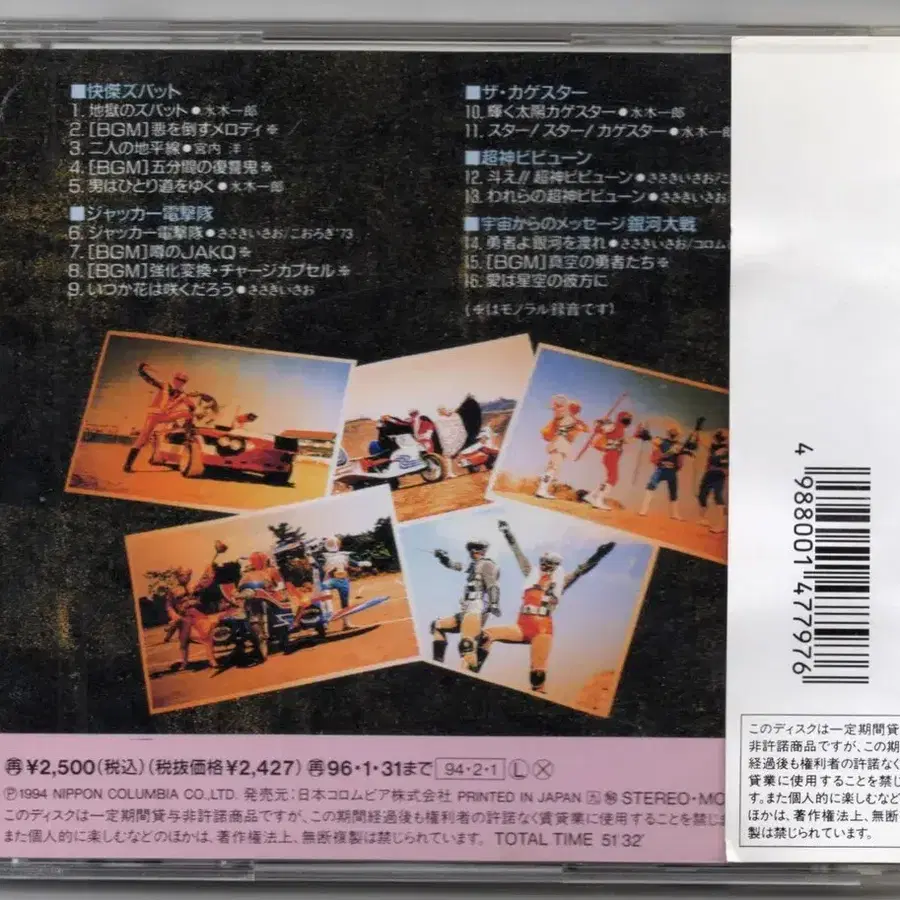 ■快傑ズバット
1. 地獄のズバット●水木一郎
2. [BGM]悪を倒すメロディ✻
3. 二人の地平線●宮内 洋
4. [BGM]五分間の復讐鬼✻
5. 男はひとり道をゆく●水木一郎
■ジャッカー電撃隊
6. ジャッカー電撃隊●ささきいさお/こおろぎ'73
7. [BGM]噂のJAKQ✻
8. [BGM]強化変換・チャージカプセル✻
9. いつか花は咲くだろう●ささきいさお
■ザ・カゲスター
10. 輝く太陽カゲスター●水木一郎
11. スター!スター!カゲスター●水木一郎
■超神ビビューン
12. 斗え!!超神ビビューン●ささきいさお/こ
13. われらの超神ビビューン●ささきいさお
■宇宙からのメッセージ 銀河大戦
14. 勇者よ銀河を渡れ●ささきいさお/コロム
15. [BGM]真空の勇者たち✻
16. 愛は星空の彼方に
(✻はモノラル録音です)
4 988001 477976
再¥2,500(税込)(税抜価格¥2,427)再96・1・31まで 94・2・1 Ⓛ Ⓧ
Ⓟ1994 NIPPON COLUMBIA CO.,LTD. 発売元:日本コロムビア株式会社 PRINTED IN JAPAN STEREO・MO
このディスクは一定期間貸与非許諾商品ですが、この期間経過後も権利者の許諾なく賃貸業に使用することを禁じ
また個人的に楽しむなどのほかは、著作権法上、無断複製は禁じられています。 TOTAL TIME 51'32"
このディスクは一定期間貸
非許諾商品ですが、この期
経過後も権利者の許諾なく
貸業に使用することを禁じ
す。また個人的に楽しむな
ほかは、著作権法上、無断
製は禁じられています。